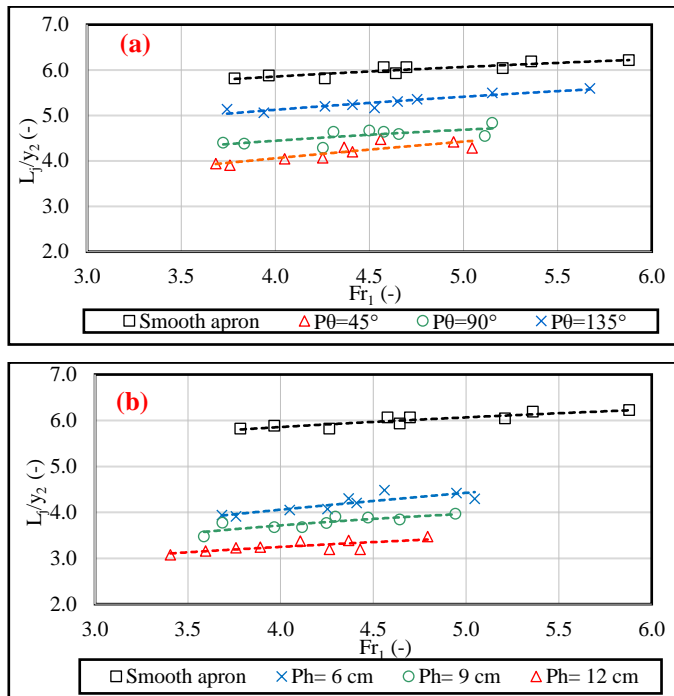 (a)
7.0
6.0
5.0
4.0
3.0
2.0
Lj/y2 (-)
3.0 3.5 4.0 4.5 5.0 5.5 6.0
Fr1 (-)
Smooth apron Pθ=45° Pθ=90° Pθ=135°
(b)
7.0
6.0
5.0
4.0
3.0
2.0
Lj/y2 (-)
3.0 3.5 4.0 4.5 5.0 5.5 6.0
Fr1 (-)
Smooth apron Ph= 6 cm Ph= 9 cm Ph= 12 cm